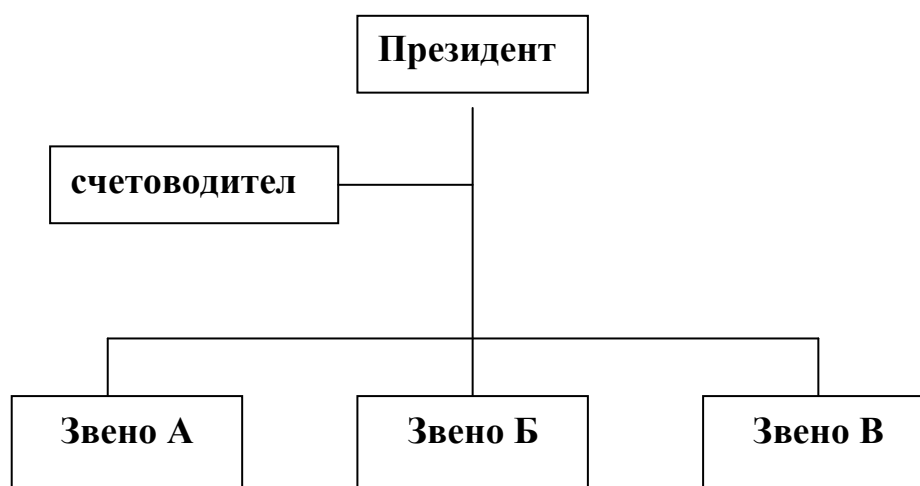 Президент
счетоводител
Звено А
Звено Б
Звено В